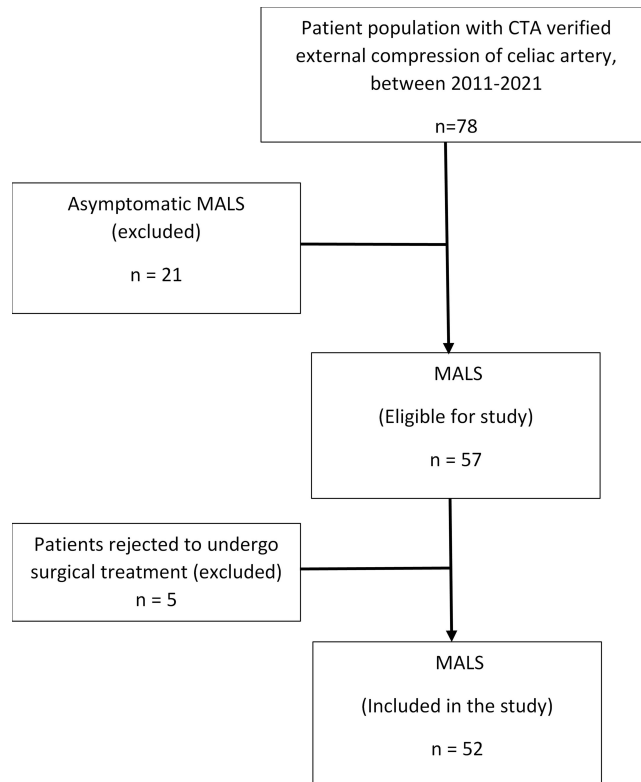 Patient population with CTA verified
external compression of celiac artery,
between 2011-2021
n=78
Asymptomatic MALS
(excluded)
n = 21
MALS
(Eligible for study)
n = 57
Patients rejected to undergo
surgical treatment (excluded)
n = 5
MALS
(Included in the study)
n = 52